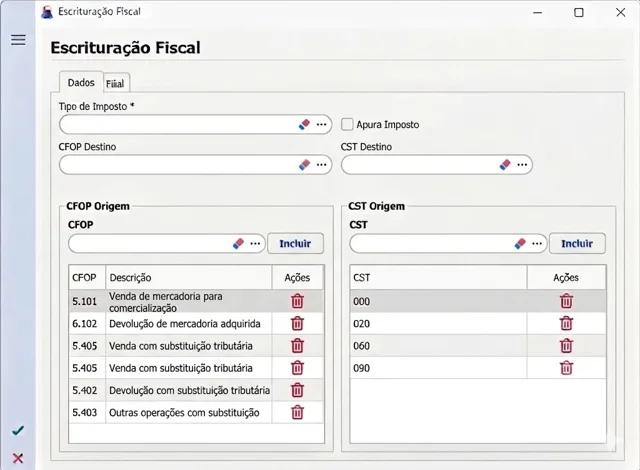 Escrituração Fiscal
Escrituração Fiscal
Dados Filial
Tipo de Imposto *
... Apura Imposto
CFOP Destino CST Destino
... ...
CFOP Origem CST Origem
CFOP CST
... Incluir ... Incluir
CFOP Descrição Ações CST Ações
5.101 Venda de mercadoria para comercialização 000
6.102 Devolução de mercadoria adquirida 020
5.405 Venda com substituição tributária 060
5.405 Venda com substituição tributária 090
5.402 Devolução com substituição tributária
5.403 Outras operações com substituição